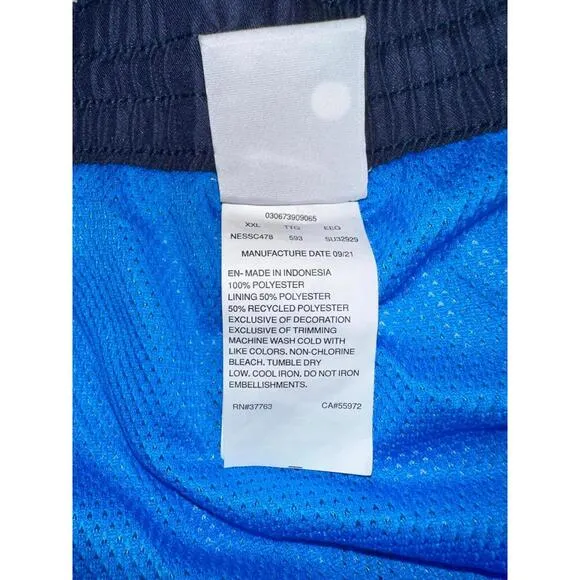 030673909065
XXL TTG EEG
NESSC478 593 SU32929
MANUFACTURE DATE 09/21
EN- MADE IN INDONESIA
100% POLYESTER
LINING 50% POLYESTER
50% RECYCLED POLYESTER
EXCLUSIVE OF DECORATION
EXCLUSIVE OF TRIMMING
MACHINE WASH COLD WITH
LIKE COLORS. NON-CHLORINE
BLEACH. TUMBLE DRY
LOW. COOL IRON. DO NOT IRON
EMBELLISHMENTS.
RN#37763 CA#55972